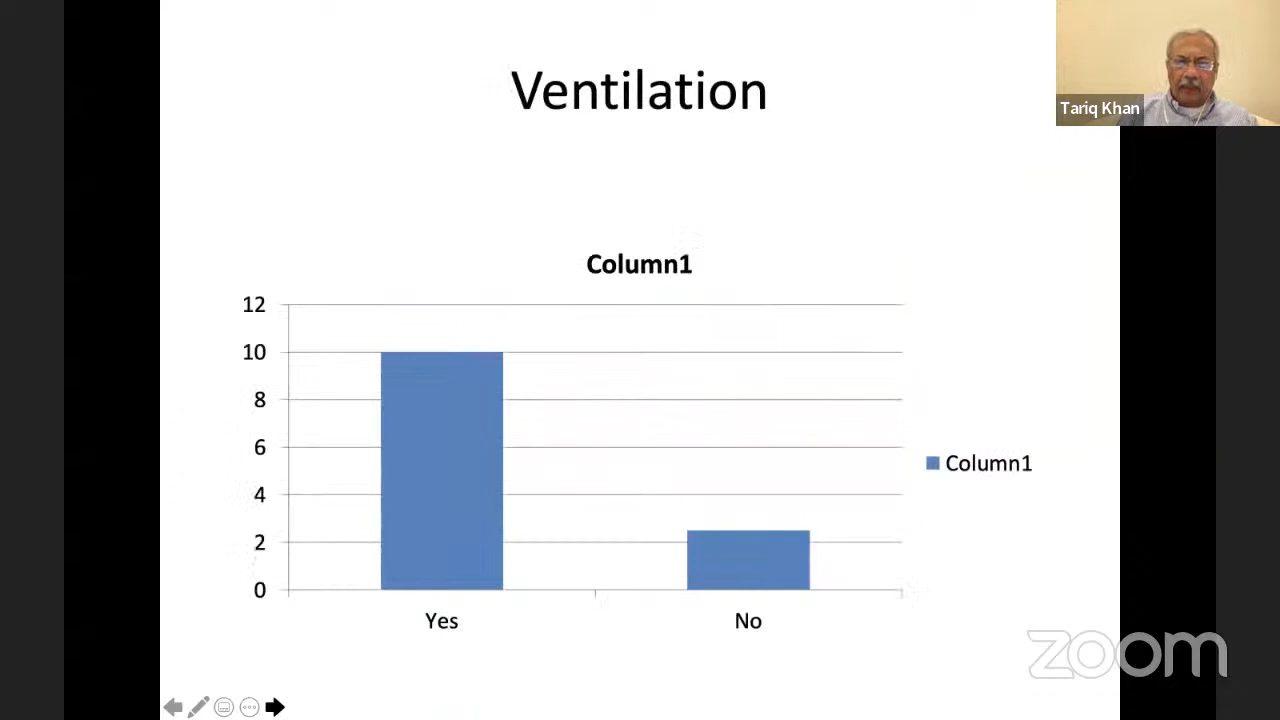 Ventilation
Tariq Khan
Column1
12
10
8
6
4
2
0
Yes
No
Column1
zoom